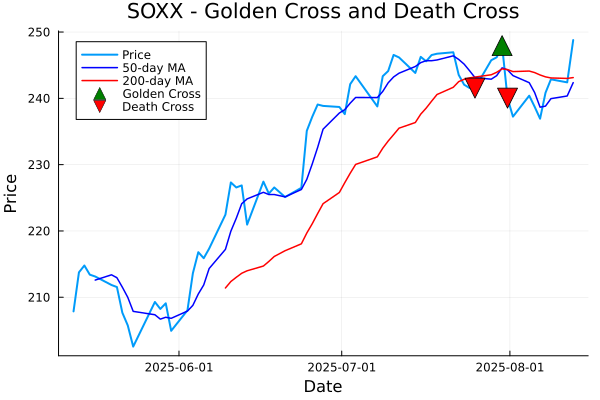 SOXX - Golden Cross and Death Cross
250
240
230
220
210
Price
Price
50-day MA
200-day MA
Golden Cross
Death Cross
2025-06-01
2025-07-01
2025-08-01
Date